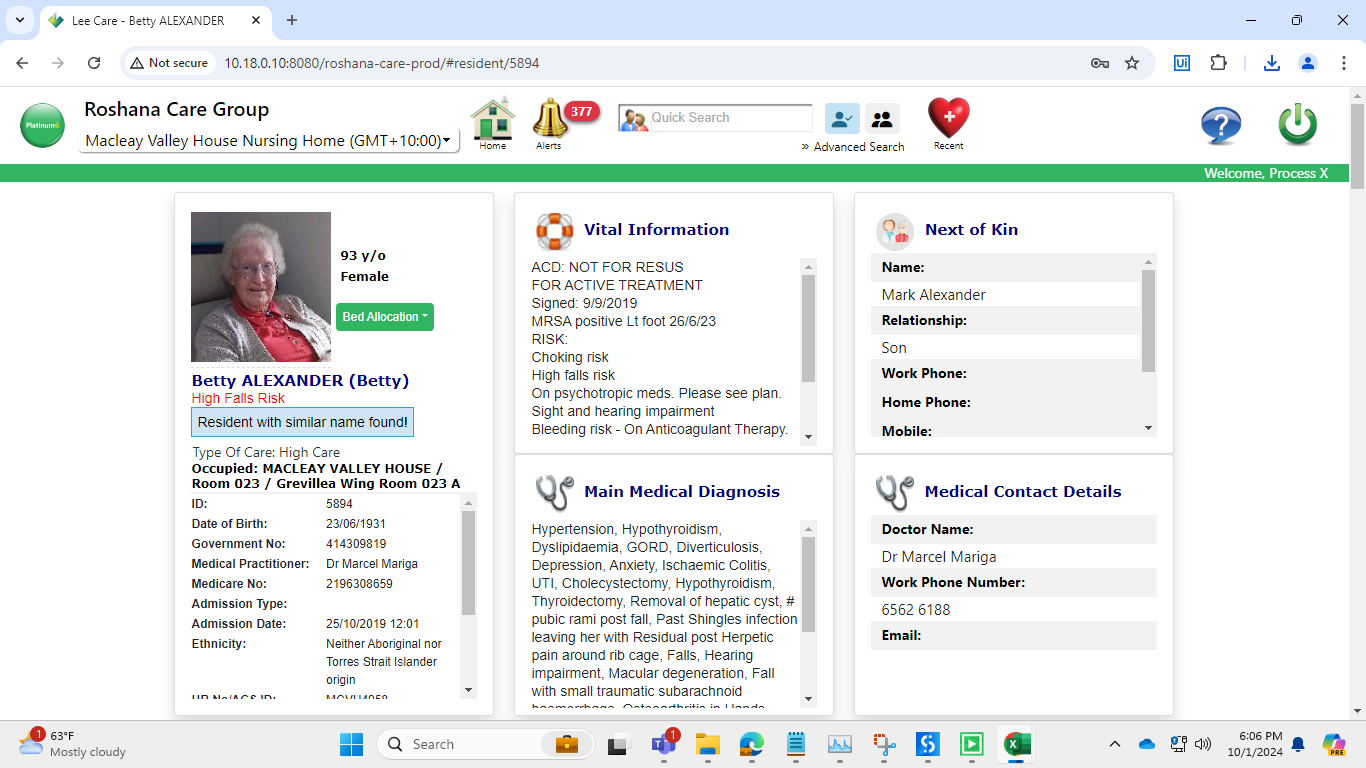 Lee Care - Betty ALEXANDER
Not secure
10.18.0.10:8080/roshana-care-prod/#resident/5894
Platinum6
Roshana Care Group
Macleay Valley House Nursing Home (GMT+10:00)
Home
377
Alerts
Quick Search
» Advanced Search
Recent
Welcome, Process X
93 y/o
Female
Bed Allocation
Betty ALEXANDER (Betty)
High Falls Risk
Resident with similar name found!
Type Of Care: High Care
Occupied: MACLEAY VALLEY HOUSE /
Room 023 / Grevillea Wing Room 023 A
ID: 5894
Date of Birth: 23/06/1931
Government No: 414309819
Medical Practitioner: Dr Marcel Mariga
Medicare No: 2196308659
Admission Type:
Admission Date: 25/10/2019 12:01
Ethnicity: Neither Aboriginal nor
Torres Strait Islander
origin
Vital Information
ACD: NOT FOR RESUS
FOR ACTIVE TREATMENT
Signed: 9/9/2019
MRSA positive Lt foot 26/6/23
RISK:
Choking risk
High falls risk
On psychotropic meds. Please see plan.
Sight and hearing impairment
Bleeding risk - On Anticoagulant Therapy.
Main Medical Diagnosis
Hypertension, Hypothyroidism,
Dyslipidaemia, GORD, Diverticulosis,
Depression, Anxiety, Ischaemic Colitis,
UTI, Cholecystectomy, Hypothyroidism,
Thyroidectomy, Removal of hepatic cyst, #
pubic rami post fall, Past Shingles infection
leaving her with Residual post Herpetic
pain around rib cage, Falls, Hearing
impairment, Macular degeneration, Fall
with small traumatic subarachnoid
haemorrhage, Osteoarthritis in Hands
Next of Kin
Name:
Mark Alexander
Relationship:
Son
Work Phone:
Home Phone:
Mobile:
Medical Contact Details
Doctor Name:
Dr Marcel Mariga
Work Phone Number:
6562 6188
Email:
1
63°F
Mostly cloudy
Search
1
6:06 PM
10/1/2024
PRE